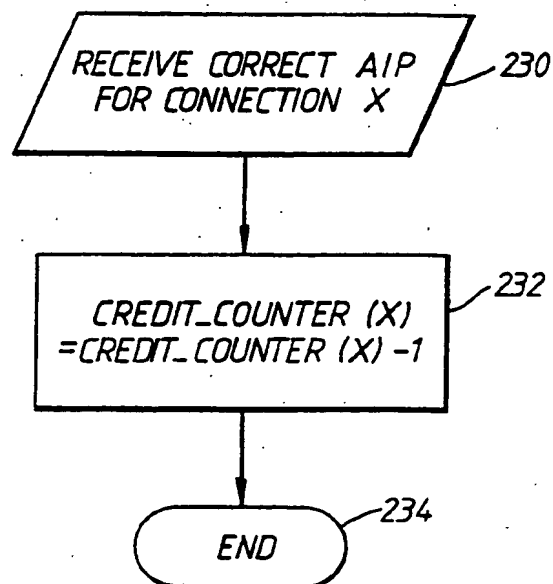 RECEIVE CORRECT AIP
FOR CONNECTION X
230
CREDIT_COUNTER (X)
=CREDIT_COUNTER (X) -1
232
END
234